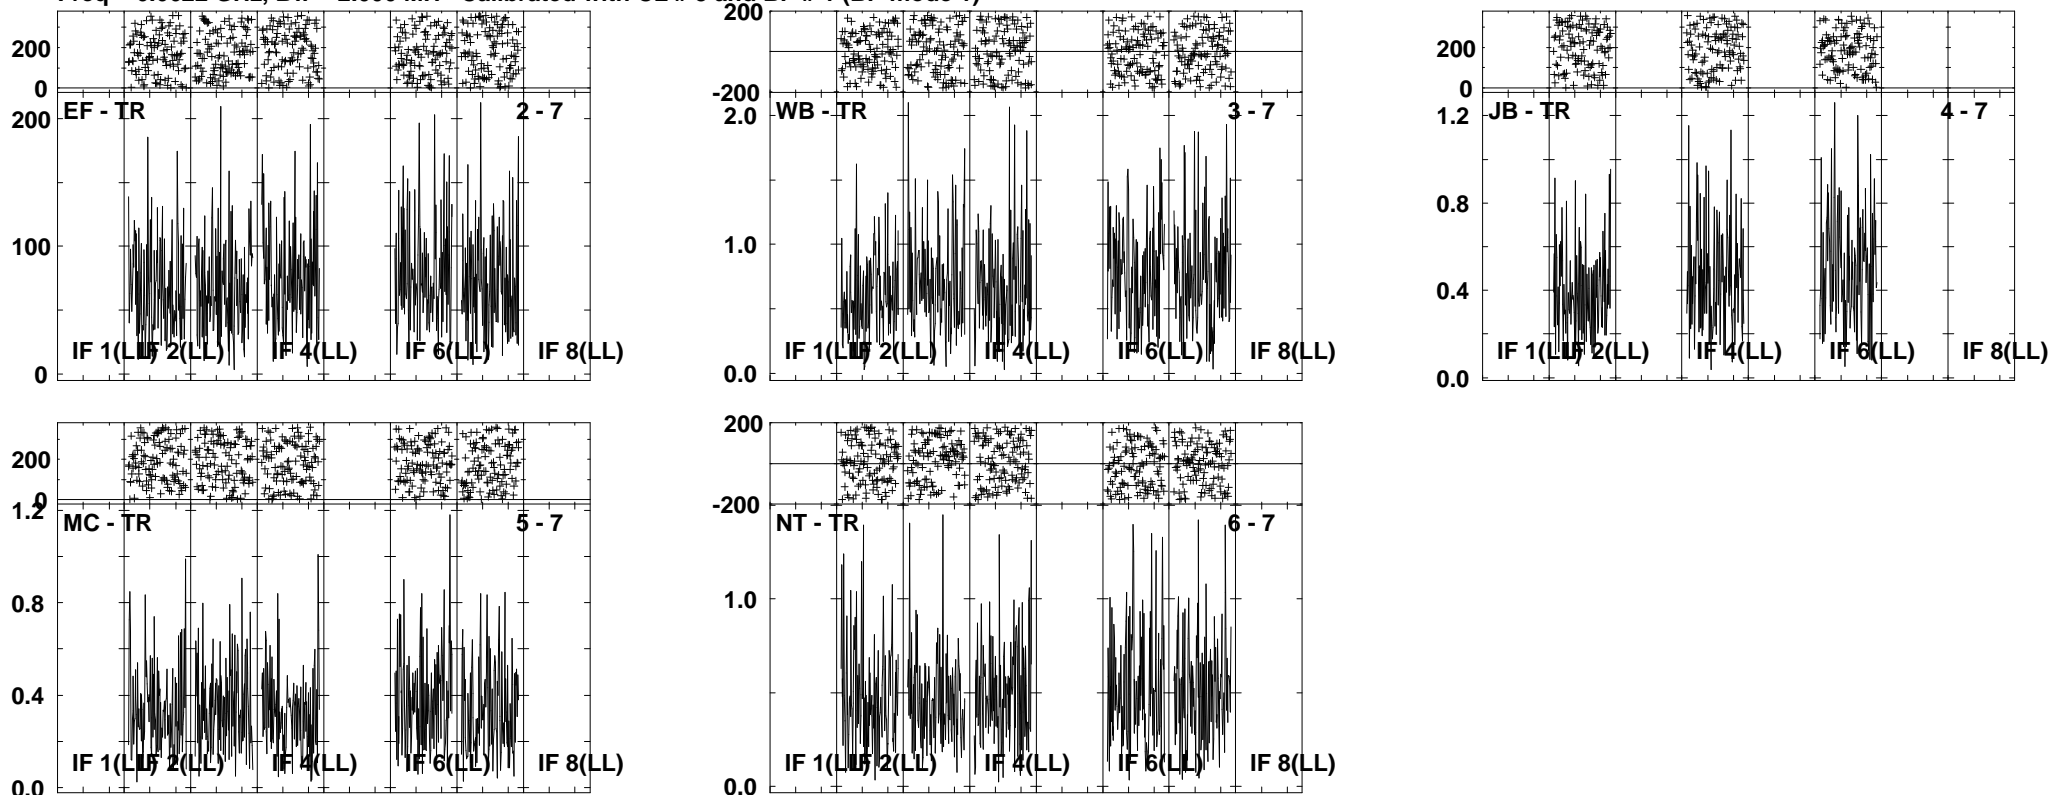 200
0
EF - TR
2 - 7
200
100
0
IF 1(LL)
IF 2(LL)
IF 4(LL)
IF 6(LL)
IF 8(LL)
200
-200
WB - TR
3 - 7
2.0
1.0
0.0
IF 1(LL)
IF 2(LL)
IF 4(LL)
IF 6(LL)
IF 8(LL)
200
0
JB - TR
4 - 7
1.2
0.8
0.4
0.0
IF 1(LL)
IF 2(LL)
IF 4(LL)
IF 6(LL)
IF 8(LL)
200
0
MC - TR
5 - 7
1.2
0.8
0.4
0.0
IF 1(LL)
IF 2(LL)
IF 4(LL)
IF 6(LL)
IF 8(LL)
200
-200
NT - TR
6 - 7
1.0
0.0
IF 1(LL)
IF 2(LL)
IF 4(LL)
IF 6(LL)
IF 8(LL)